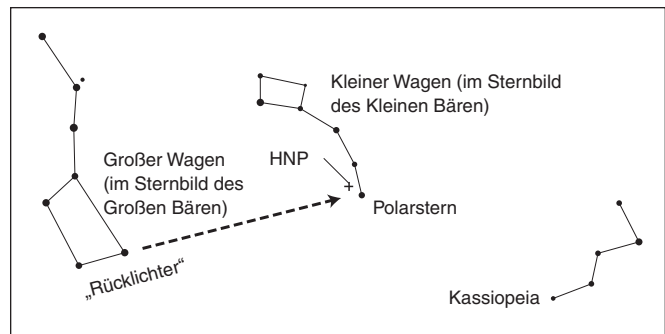 Kleiner Wagen (im Sternbild
des Kleinen Bären)
HNP
Großer Wagen
(im Sternbild des
Großen Bären)
Polarstern
„Rücklichter“
Kassiopeia